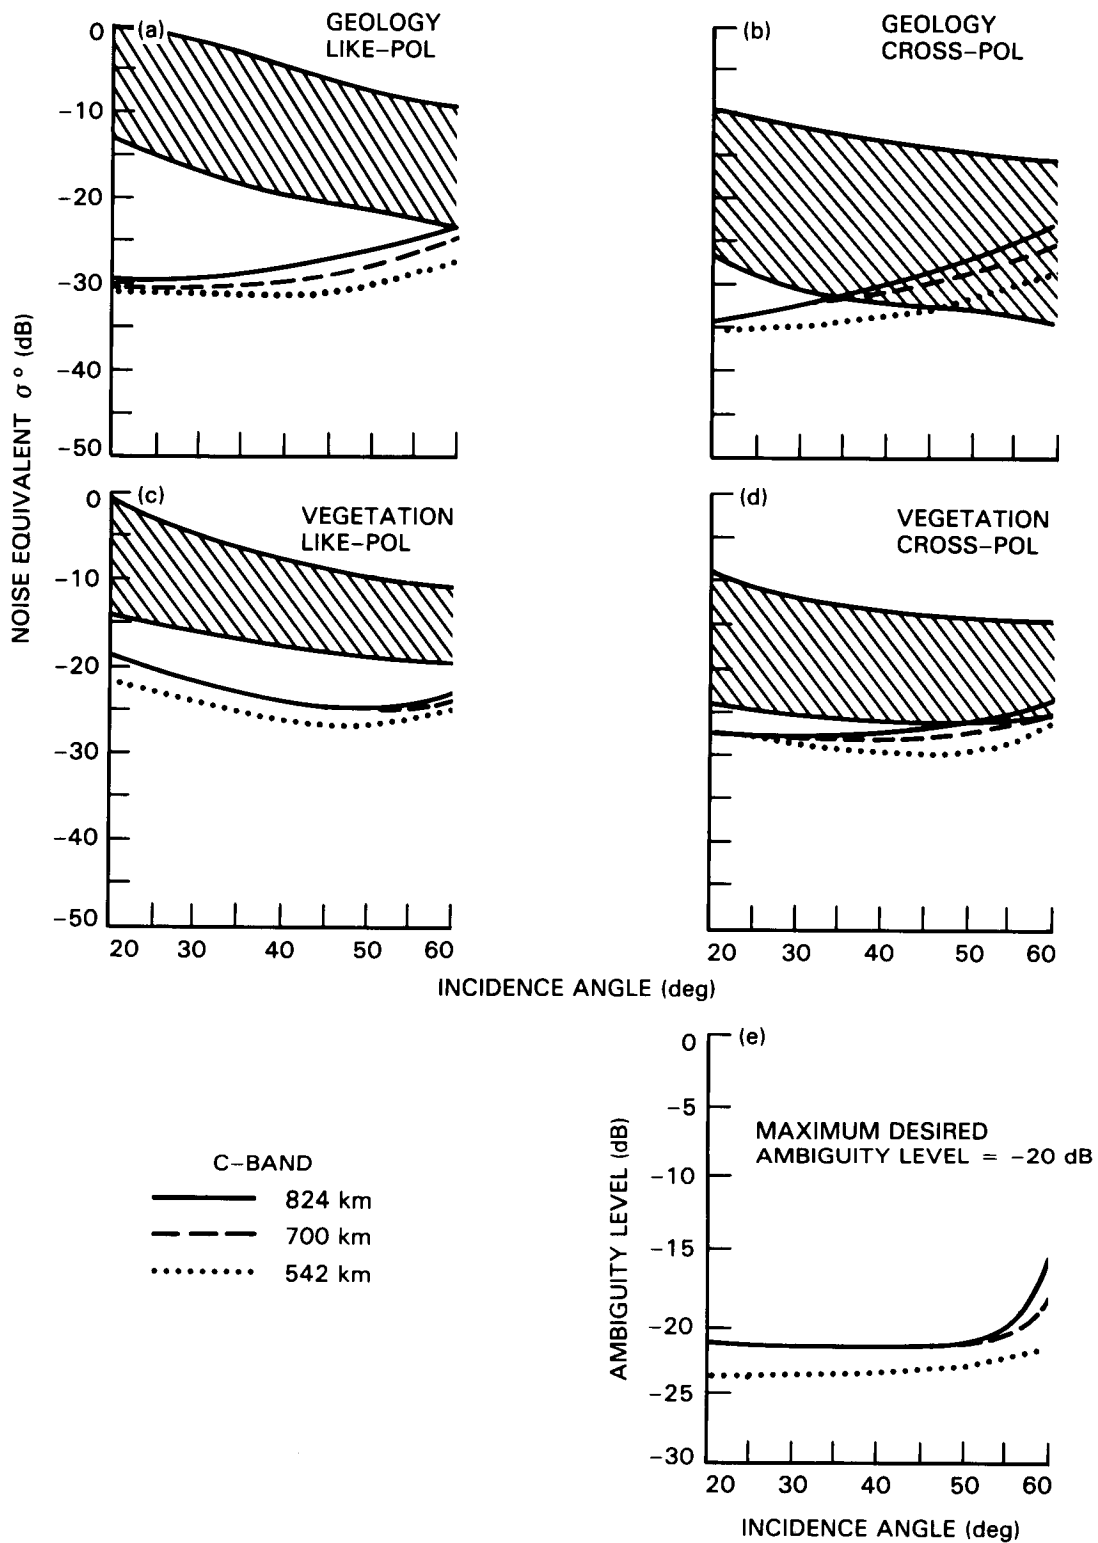 (a)
GEOLOGY
LIKE-POL
0
-10
-20
-30
-40
-50
(b)
GEOLOGY
CROSS-POL
NOISE EQUIVALENT σ° (dB)
(c)
VEGETATION
LIKE-POL
0
-10
-20
-30
-40
-50
20 30 40 50 60
(d)
VEGETATION
CROSS-POL
20 30 40 50 60
INCIDENCE ANGLE (deg)
C-BAND
824 km
700 km
542 km
(e)
MAXIMUM DESIRED
AMBIGUITY LEVEL = -20 dB
AMBIGUITY LEVEL (dB)
0
-5
-10
-15
-20
-25
-30
20 30 40 50 60
INCIDENCE ANGLE (deg)